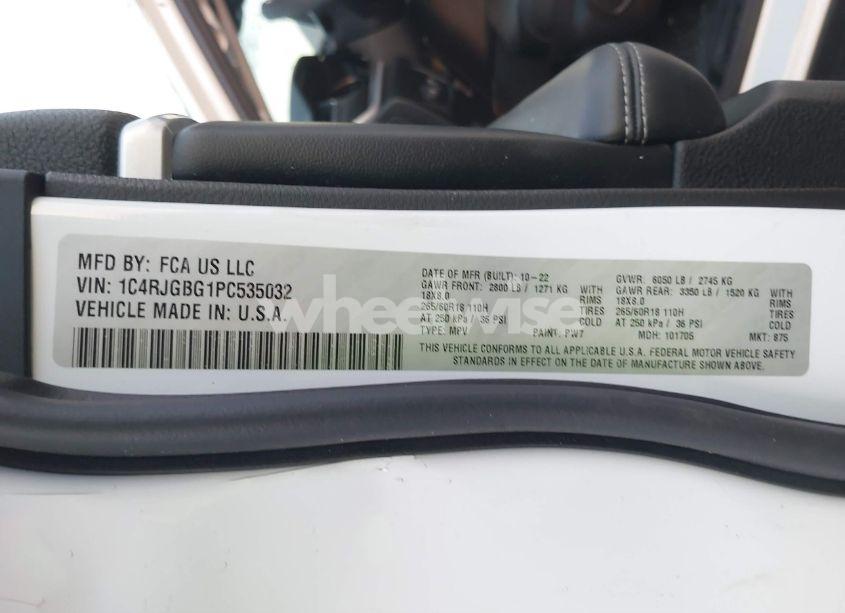 MFD BY: FCA US LLC
VIN: 1C4RJGBG1PC535032
VEHICLE MADE IN: U.S.A.
DATE OF MFR (BUILT): 10-22
GAWR FRONT: 2800 LB / 1271 KG WITH
18X8.0 RIMS
265/60R18 110H TIRES
AT 250 kPa / 36 PSI COLD
TYPE: MPV PAINT: PW7
GVWR: 6050 LB / 2745 KG
GAWR REAR: 3350 LB / 1520 KG WITH
18X8.0 RIMS
265/60R18 110H TIRES
AT 250 kPa / 36 PSI COLD
MDH: 101705 MKT: 875
THIS VEHICLE CONFORMS TO ALL APPLICABLE U.S.A. FEDERAL MOTOR VEHICLE SAFETY
STANDARDS IN EFFECT ON THE DATE OF MANUFACTURE SHOWN ABOVE.
wheelwise